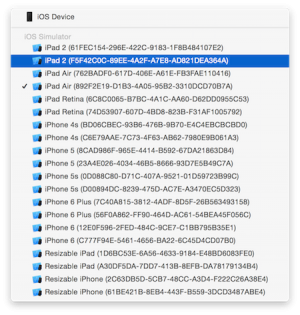 iOS Device
iOS Simulator
iPad 2 (61FEC154-296E-422C-9183-1F8B484107E2)
iPad 2 (F5F42C0C-89EE-4A2F-A7E8-AD821DEA364A)
iPad Air (762BADF0-617D-406E-A61E-FB3FAE110416)
✓ iPad Air (892F2E19-D1B3-4A05-95B2-3310DCD70B7A)
iPad Retina (6C8C0065-B7BC-4A1C-AA60-D62DD0955C53)
iPad Retina (74D53907-607D-4BD8-823B-F31AF1005792)
iPhone 4s (BD06CBEC-93B6-476B-9B70-E4C4EBCBCBD0)
iPhone 4s (C6E79AAE-7C73-4F63-AB62-7980E9B061A3)
iPhone 5 (8CAD986F-965E-4414-B592-67DA21863D84)
iPhone 5 (23A4E026-4034-46B5-8666-93D7E5B49C7A)
iPhone 5s (0D088C80-D71C-407A-9521-01D59723B99C)
iPhone 5s (D00894DC-8239-475D-AC7E-A3470EC5D323)
iPhone 6 Plus (7C40A815-3812-4ADF-8D5F-26B563493158)
iPhone 6 Plus (56F0A862-FF90-464D-AC61-54BEA45F056C)
iPhone 6 (12E0F596-2FED-484C-9CE7-C1BB795B35E1)
iPhone 6 (C777F94E-5461-4656-BA22-6C45D4CD07B0)
Resizable iPad (1D6BC53E-6A56-4633-9184-E48BD6083FE0)
Resizable iPad (A30DF5DA-7DD7-413B-8EFB-DA78179134B4)
Resizable iPhone (2C63DB5D-5CB7-48CC-A3D4-F222C26A38E4)
Resizable iPhone (61BE421B-8EB4-443F-B559-3DCD3487ABE4)